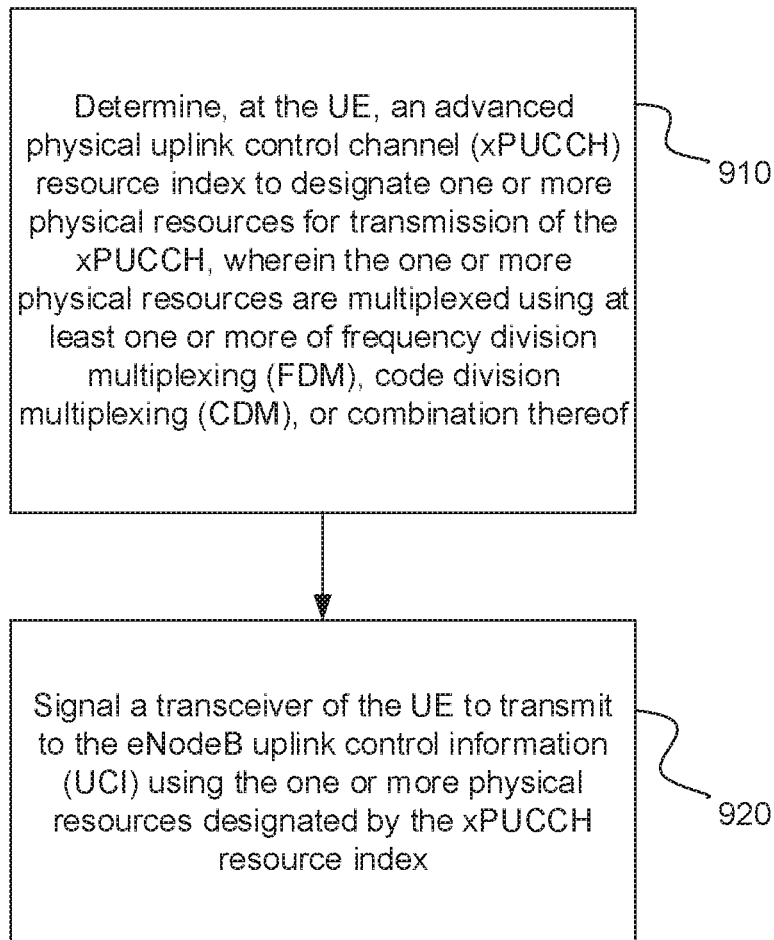 Determine, at the UE, an advanced
physical uplink control channel (xPUCCH)
resource index to designate one or more
physical resources for transmission of the
xPUCCH, wherein the one or more
physical resources are multiplexed using at
least one or more of frequency division
multiplexing (FDM), code division
multiplexing (CDM), or combination thereof
910
Signal a transceiver of the UE to transmit
to the eNodeB uplink control information
(UCI) using the one or more physical
resources designated by the xPUCCH
resource index
920